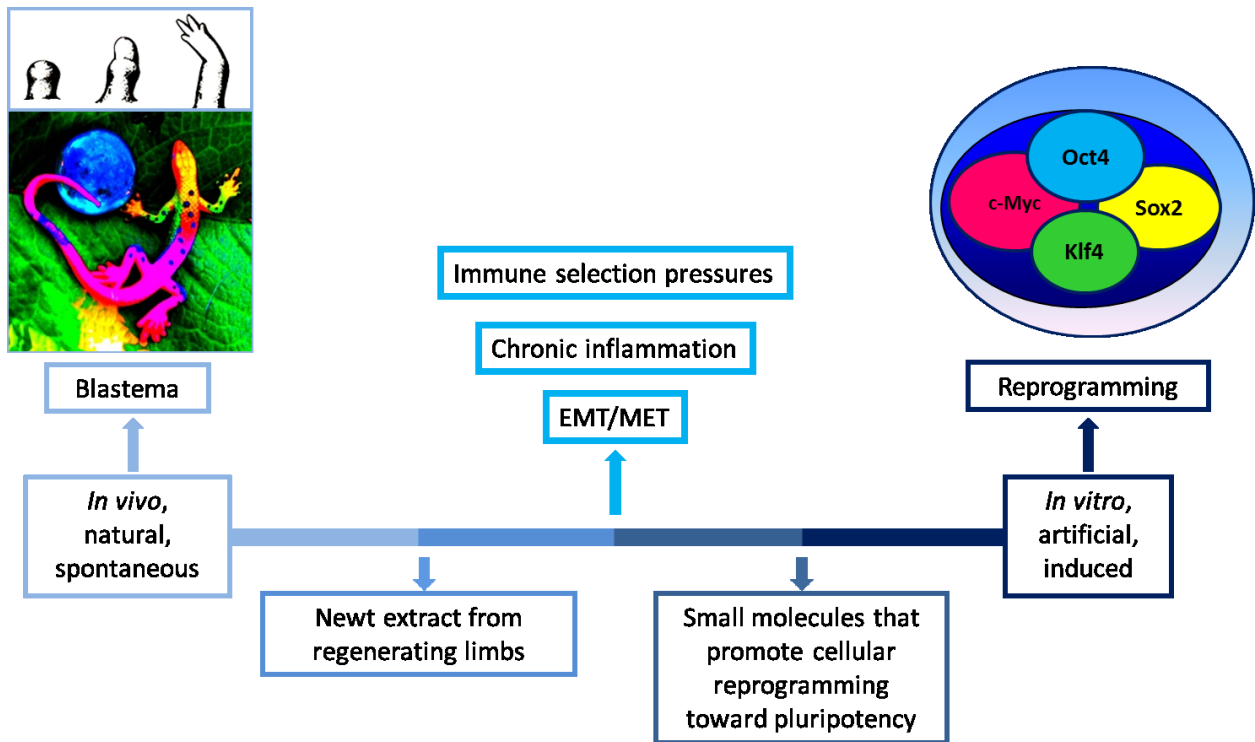 Oct4
c-Myc
Sox2
Klf4
Immune selection pressures
Chronic inflammation
EMT/MET
Blastema
Reprogramming
In vivo,
natural,
spontaneous
In vitro,
artificial,
induced
Newt extract from
regenerating limbs
Small molecules that
promote cellular
reprogramming
toward pluripotency